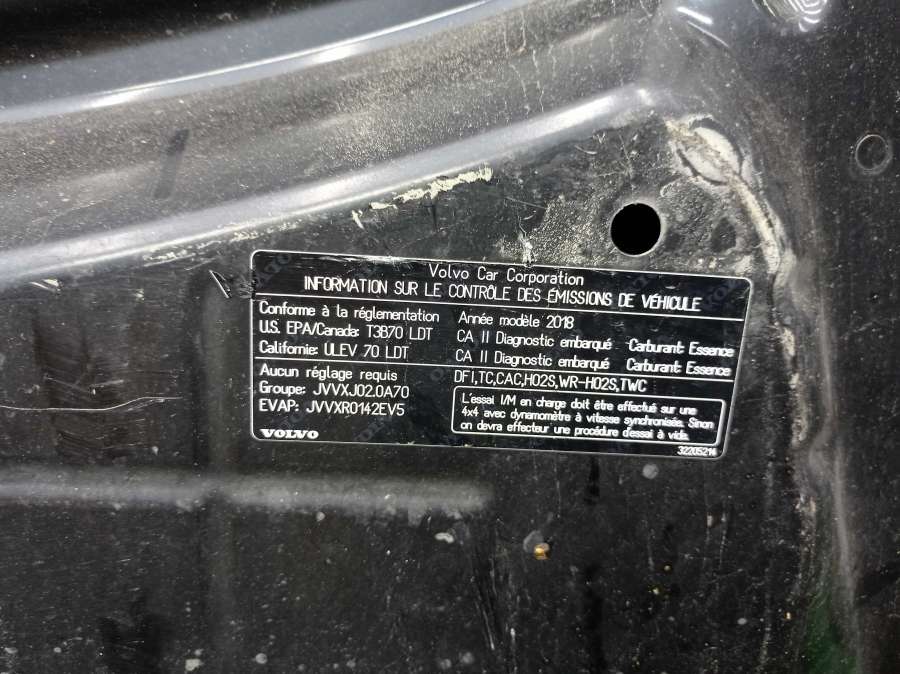 Volvo Car Corporation
INFORMATION SUR LE CONTRÔLE DES ÉMISSIONS DE VÉHICULE
Conforme à la réglementation Année modèle 2018
U.S. EPA/Canada: T3B70 LDT CA II Diagnostic embarqué Carburant: Essence
Californie: ULEV 70 LDT CA II Diagnostic embarqué Carburant: Essence
Aucun réglage requis DFI,TC,CAC,HO2S,WR-HO2S,TWC
Groupe: JVVXJ02.0A70
EVAP: JVVXR0142EV5
L'essai I/M en charge doit être effectué sur une
4x4 avec dynamomètre à vitesse synchronisée. Sinon
on devra effecteur une procédure d'essai à vide.
VOLVO
32205214